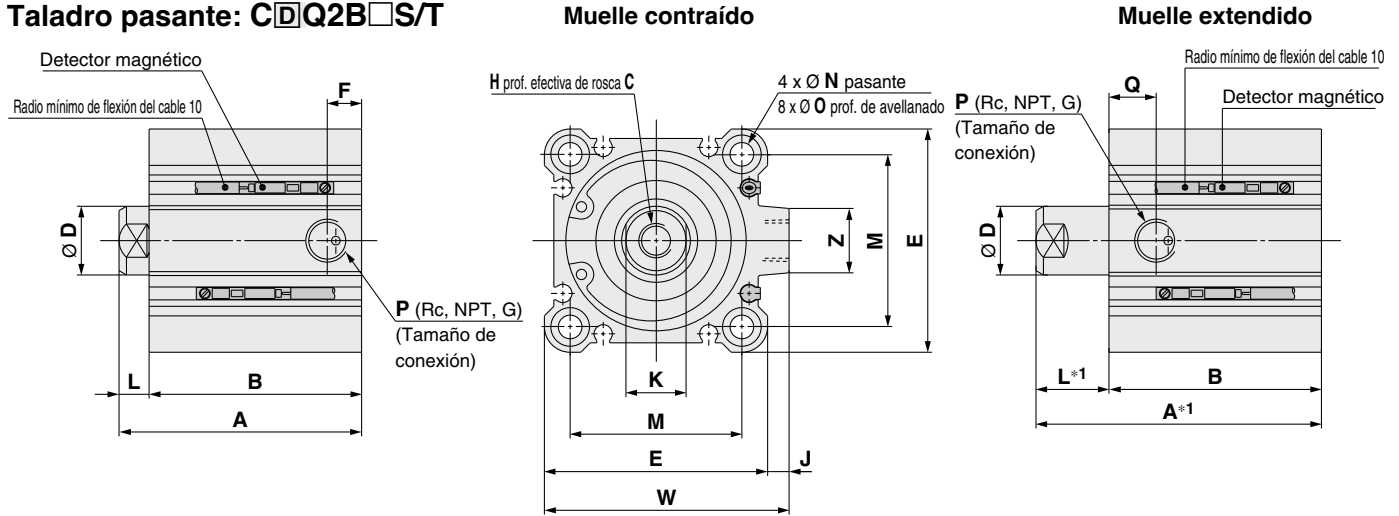 Taladro pasante: CDQ2B□S/T
Muelle contraído
Muelle extendido
Detector magnético
Radio mínimo de flexión del cable 10
F
Ø D
P (Rc, NPT, G)
(Tamaño de
conexión)
L
B
A
H prof. efectiva de rosca C
4 x Ø N pasante
8 x Ø O prof. de avellanado
Z
M
E
K
M
E
J
W
Radio mínimo de flexión del cable 10
Q
Detector magnético
P (Rc, NPT, G)
(Tamaño de
conexión)
Ø D
L*1
B
A*1